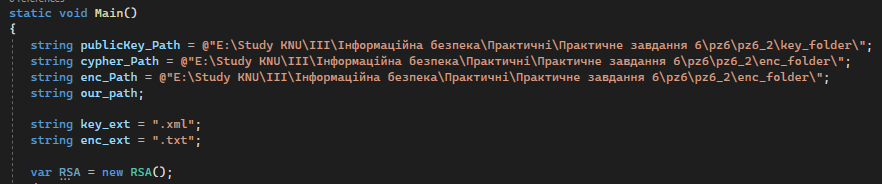 static void Main()
{
string publicKey_Path = @"E:\Study KNU\III\Інформаційна безпека\Практичні\Практичне завдання 6\pz6\pz6_2\key_folder\";
string cypher_Path = @"E:\Study KNU\III\Інформаційна безпека\Практичні\Практичне завдання 6\pz6\pz6_2\enc_folder\";
string enc_Path = @"E:\Study KNU\III\Інформаційна безпека\Практичні\Практичне завдання 6\pz6\pz6_2\enc_folder\";
string our_path;
string key_ext = ".xml";
string enc_ext = ".txt";
var RSA = new RSA();